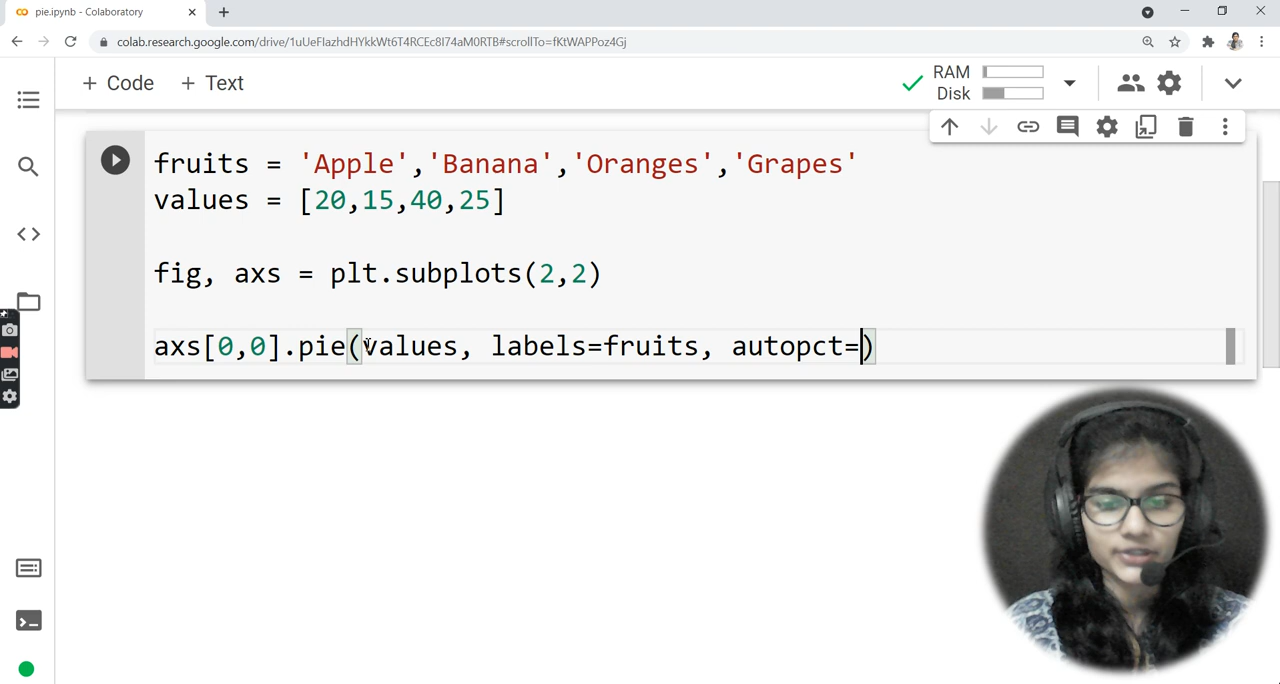 pie.ipynb - Colaboratory
colab.research.google.com/drive/1uUeFIazhdHYkkWt6T4RCEc8I74aM0RTB#scrollTo=fKtWAPPoz4Gj
+ Code + Text
RAM
Disk
fruits = 'Apple','Banana','Oranges','Grapes'
values = [20,15,40,25]
fig, axs = plt.subplots(2,2)
axs[0,0].pie(values, labels=fruits, autopct=)